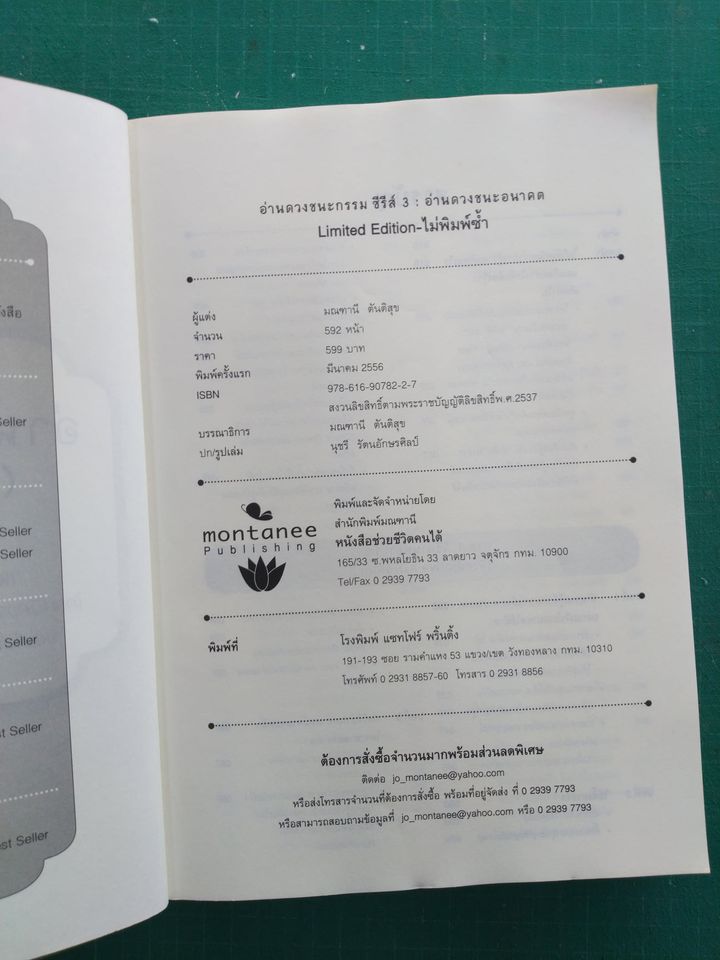 งสือ
Seller
Seller
Seller
Seller
st Seller
est Seller
อ่านดวงชนะกรรม ซีรีส์ 3 : อ่านดวงชนะอนาคต
Limited Edition-ไม่พิมพ์ซ้ำ
ผู้แต่ง มณฑานี ตันติสุข
จำนวน 592 หน้า
ราคา 599 บาท
พิมพ์ครั้งแรก มีนาคม 2556
ISBN 978-616-90782-2-7
สงวนลิขสิทธิ์ตามพระราชบัญญัติลิขสิทธิ์พ.ศ.2537
บรรณาธิการ มณฑานี ตันติสุข
ปก/รูปเล่ม นุชรี รัตนอักษรศิลป์
montanee
Publishing
พิมพ์และจัดจำหน่ายโดย
สำนักพิมพ์มณฑานี
หนังสือช่วยชีวิตคนได้
165/33 ซ.พหลโยธิน 33 ลาดยาว จตุจักร กทม. 10900
Tel/Fax 0 2939 7793
พิมพ์ที่ โรงพิมพ์ แซทโฟร์ พริ้นติ้ง
191-193 ซอย รามคำแหง 53 แขวง/เขต วังทองหลาง กทม. 10310
โทรศัพท์ 0 2931 8857-60 โทรสาร 0 2931 8856
ต้องการสั่งซื้อจำนวนมากพร้อมส่วนลดพิเศษ
ติดต่อ jo_montanee@yahoo.com
หรือส่งโทรสารจำนวนที่ต้องการสั่งซื้อ พร้อมที่อยู่จัดส่ง ที่ 0 2939 7793
หรือสามารถสอบถามข้อมูลที่ jo_montanee@yahoo.com หรือ 0 2939 7793